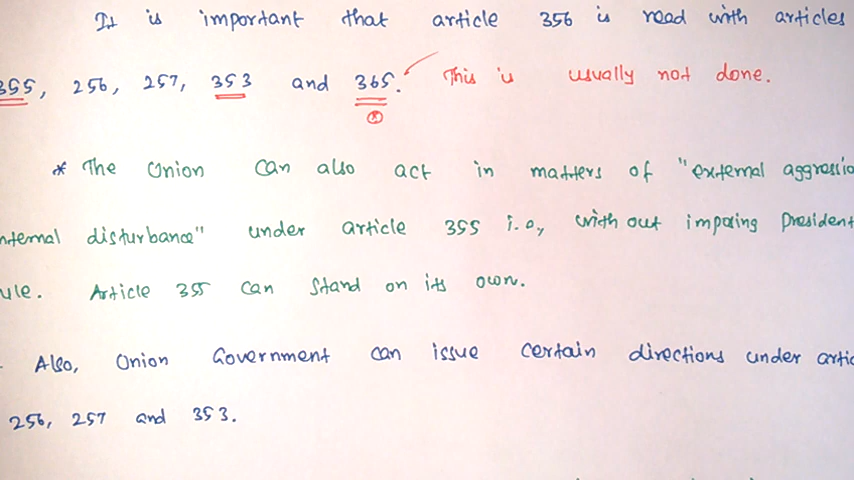 It is important that article 356 is read with articles
355, 256, 257, 353 and 365. This is usually not done.
* The Union can also act in matters of "external aggressio
nternal disturbance" under article 355 i.e, with out imposing President
ule. Article 355 can stand on its own.
- Also, Union Government can issue certain directions under artic
256, 257 and 353.